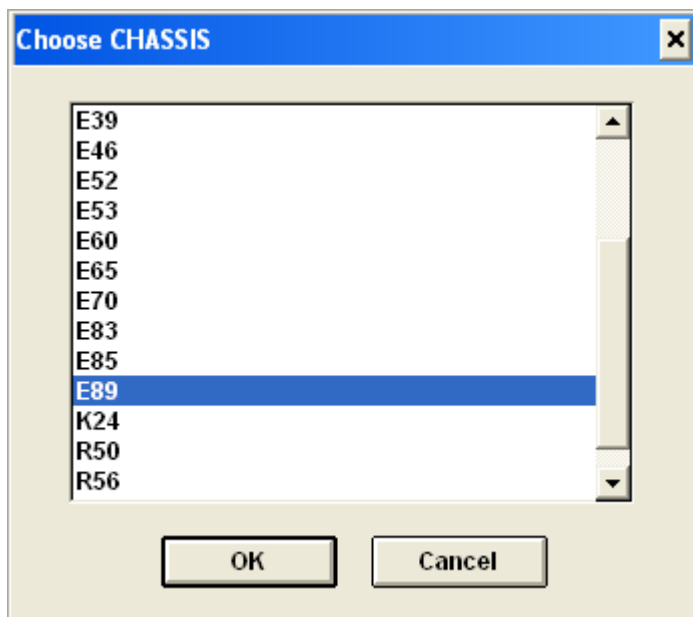 Choose CHASSIS
E39
E46
E52
E53
E60
E65
E70
E83
E85
E89
K24
R50
R56
OK
Cancel